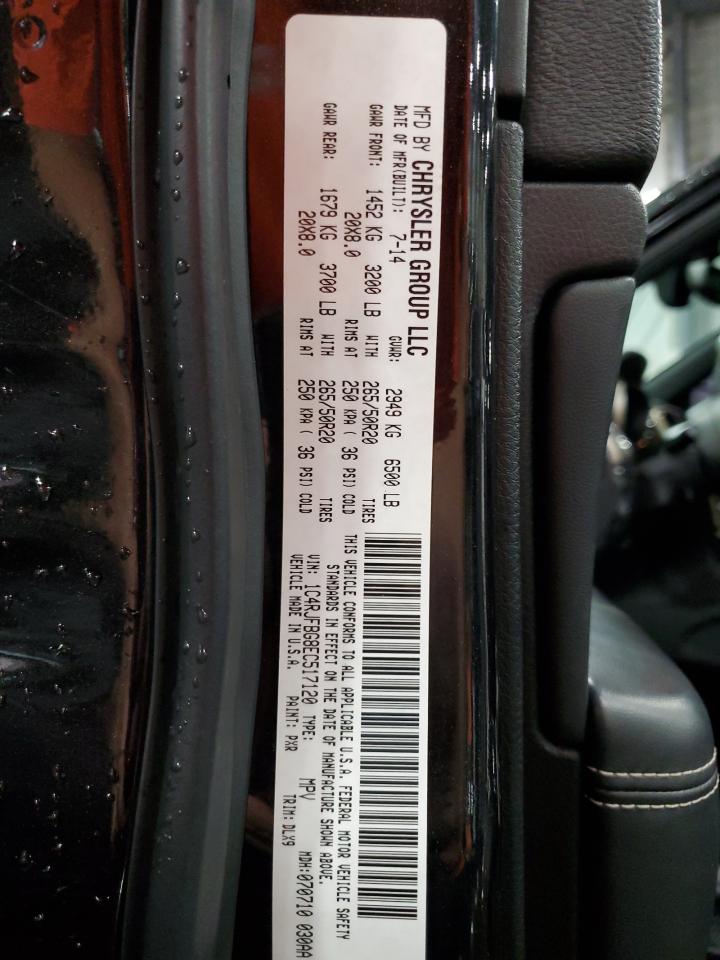 MFD BY CHRYSLER GROUP LLC
DATE OF MFR(BUILT): 7-14 GVWR: 2949 KG 6500 LB
GAWR FRONT: 1452 KG 3200 LB WITH 265/50R20 TIRES
20X8.0 RIMS AT 250 KPA ( 36 PSI) COLD
GAWR REAR: 1679 KG 3700 LB WITH 265/50R20 TIRES
20X8.0 RIMS AT 250 KPA ( 36 PSI) COLD
THIS VEHICLE CONFORMS TO ALL APPLICABLE U.S.A. FEDERAL MOTOR VEHICLE SAFETY
STANDARDS IN EFFECT ON THE DATE OF MANUFACTURE SHOWN ABOVE.
VIN: 1C4RJFBG8EC517120 TYPE: MPV MDH:070710 030AA
VEHICLE MADE IN U.S.A. PAINT: PXR TRIM: DLX9